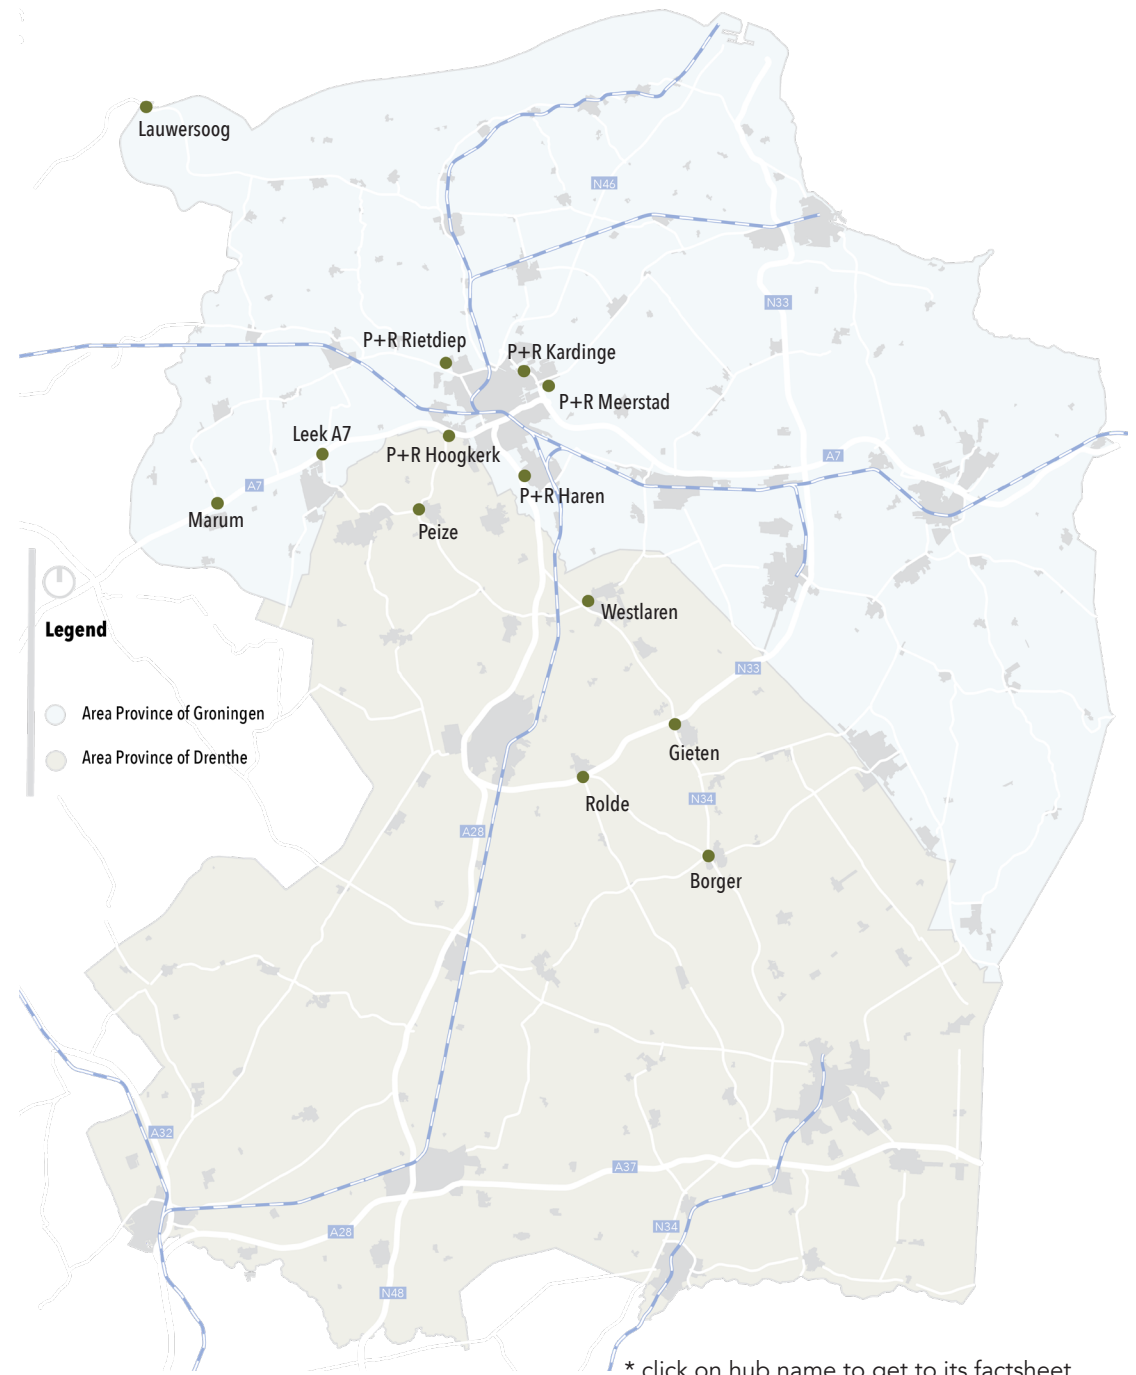 Lauwersoog
N46
N33
P+R Rietdiep
P+R Kardinge
P+R Meerstad
Leek A7
P+R Hoogkerk
A7
A7
P+R Haren
Marum
Peize
Westlaren
Legend
N33
Area Province of Groningen
Gieten
Area Province of Drenthe
Rolde
N34
A28
Borger
A32
A37
N34
A28
N48
* click on hub name to get to its factsheet